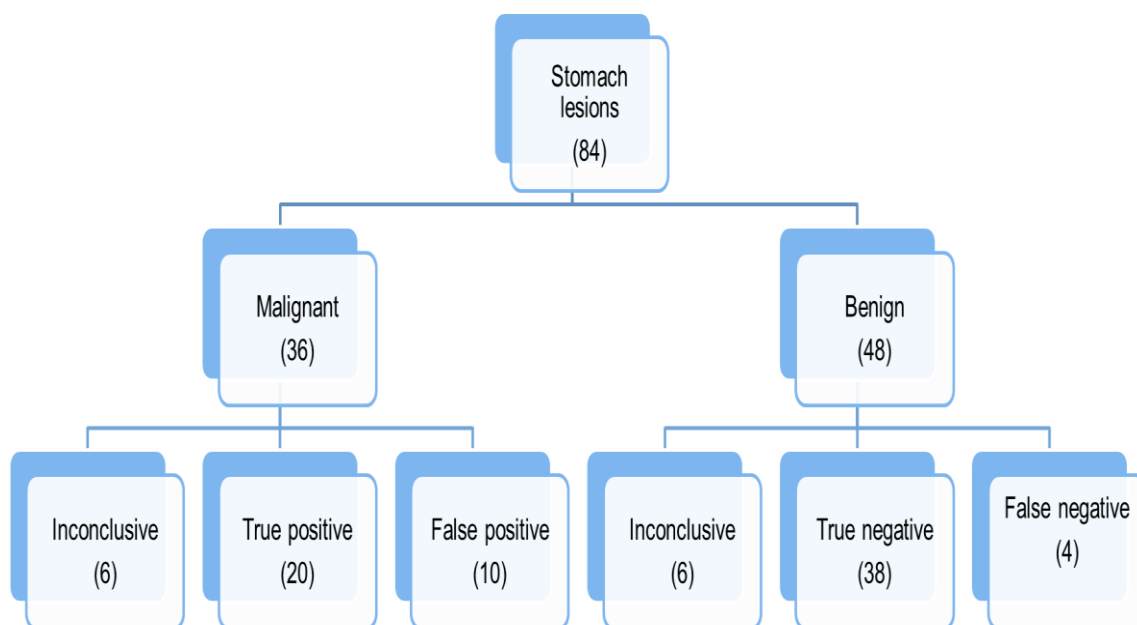 Stomach
lesions
(84)
Malignant
(36)
Benign
(48)
Inconclusive
(6)
True positive
(20)
False positive
(10)
Inconclusive
(6)
True negative
(38)
False negative
(4)